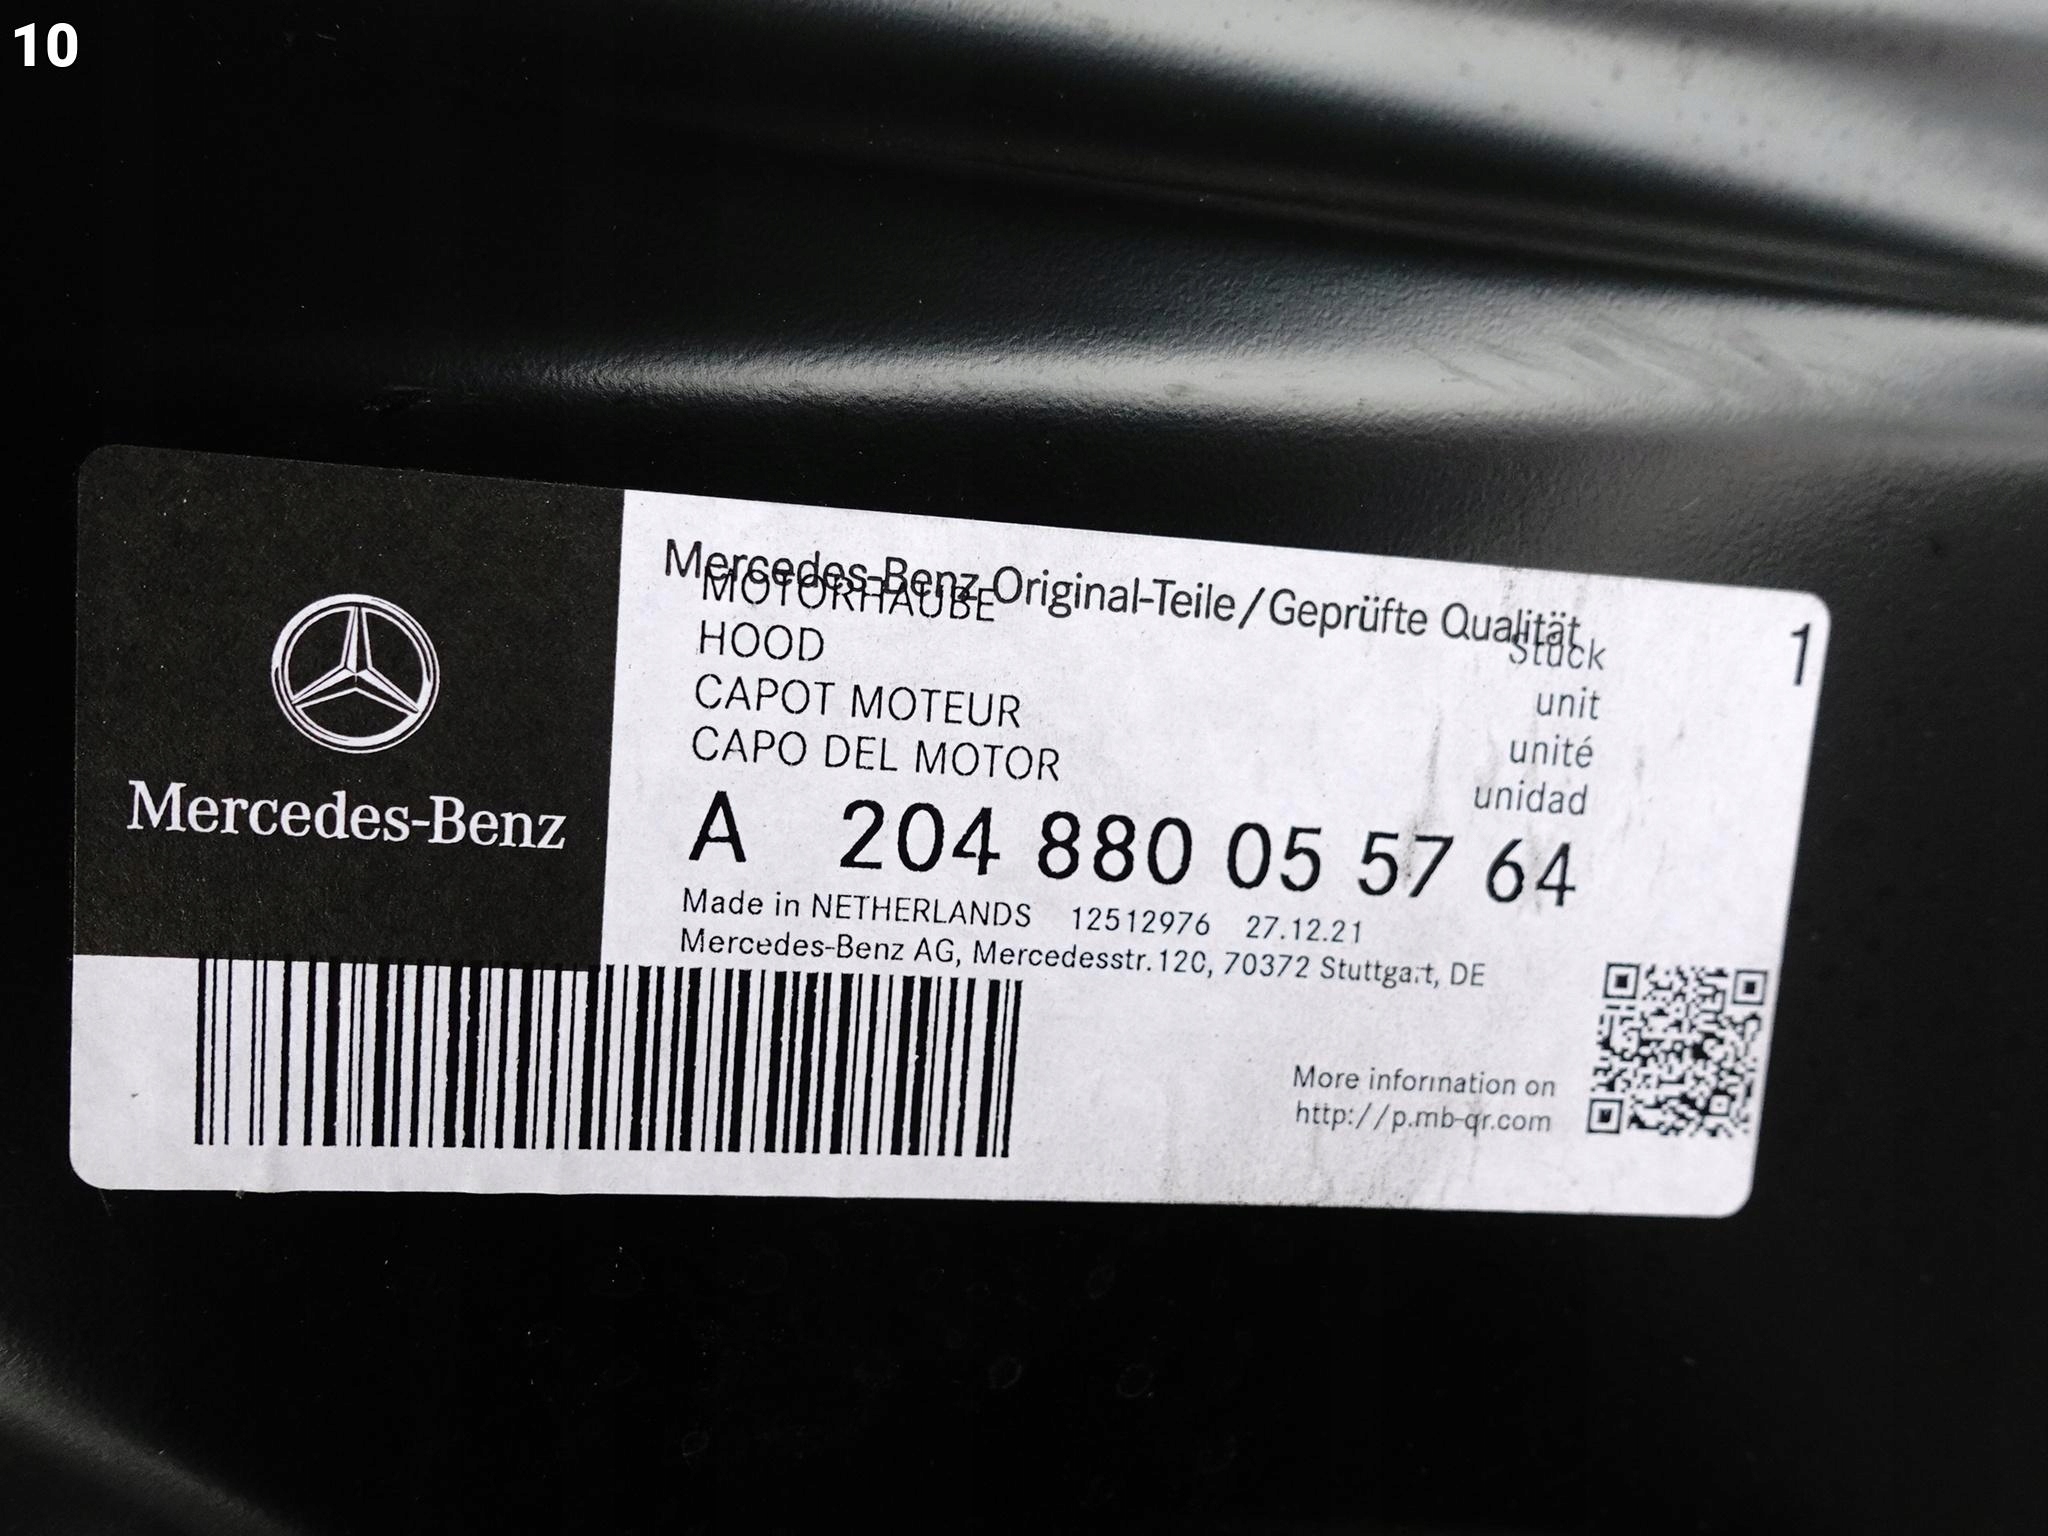 10
Mercedes-Benz Original-Teile/Geprüfte Qualität
MOTORHAUBE
HOOD
CAPOT MOTEUR
CAPO DEL MOTOR
Stück 1
unit
unité
unidad
Mercedes-Benz
A 204 880 05 57 64
Made in NETHERLANDS 12512976 27.12.21
Mercedes-Benz AG, Mercedesstr.120, 70372 Stuttgart, DE
More information on
http://p.mb-qr.com